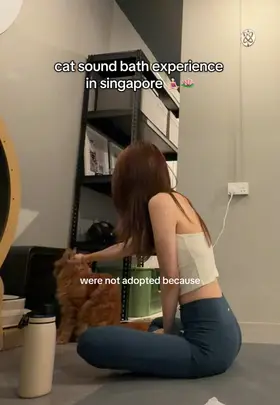 cat sound bath experience
in singapore
were not adopted because